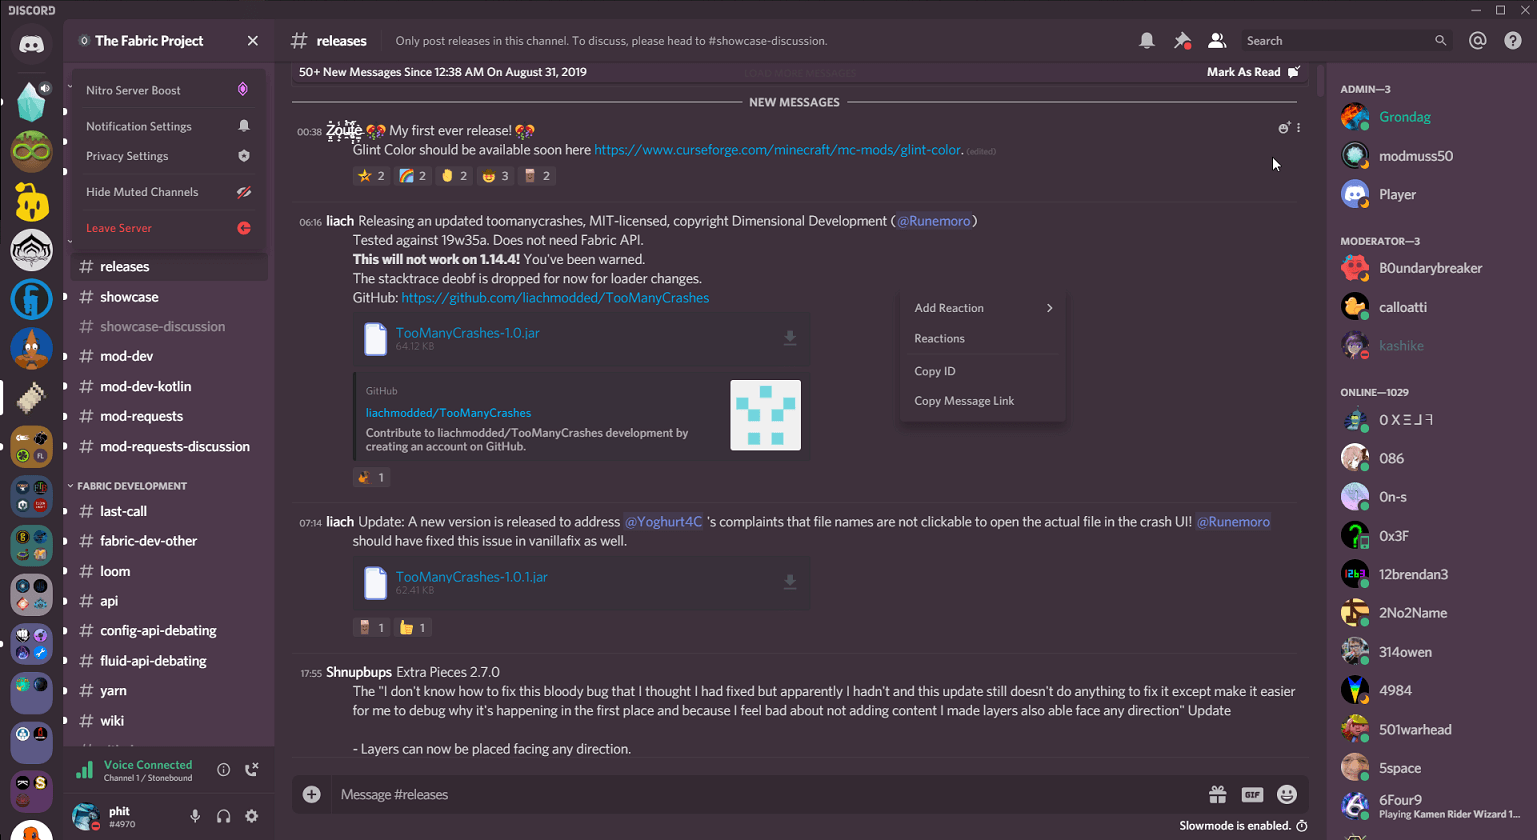 DISCORD
The Fabric Project
Nitro Server Boost
Notification Settings
Privacy Settings
Hide Muted Channels
Leave Server
# releases
# showcase
# showcase-discussion
# mod-dev
# mod-dev-kotlin
# mod-requests
# mod-requests-discussion
FABRIC DEVELOPMENT
# last-call
# fabric-dev-other
# loom
# api
# config-api-debating
# fluid-api-debating
# yarn
# wiki
Voice Connected
Channel 1 / Stonebound
phit
#4970
# releases
Only post releases in this channel. To discuss, please head to #showcase-discussion.
Search
50+ New Messages Since 12:38 AM On August 31, 2019
LOAD MORE MESSAGES
Mark As Read
NEW MESSAGES
00:38 Zoute My first ever release!
Glint Color should be available soon here https://www.curseforge.com/minecraft/mc-mods/glint-color. (edited)
2 2 2 3 2
06:16 liach Releasing an updated toomanycrashes, MIT-licensed, copyright Dimensional Development (@Runemoro)
Tested against 19w35a. Does not need Fabric API.
This will not work on 1.14.4! You've been warned.
The stacktrace deobf is dropped for now for loader changes.
GitHub: https://github.com/liachmodded/TooManyCrashes
TooManyCrashes-1.0.jar
64.12 KB
GitHub
liachmodded/TooManyCrashes
Contribute to liachmodded/TooManyCrashes development by
creating an account on GitHub.
1
Add Reaction
Reactions
Copy ID
Copy Message Link
07:14 liach Update: A new version is released to address @Yoghurt4C 's complaints that file names are not clickable to open the actual file in the crash UI! @Runemoro
should have fixed this issue in vanillafix as well.
TooManyCrashes-1.0.1.jar
62.41 KB
1 1
17:55 Shnupbups Extra Pieces 2.7.0
The "I don't know how to fix this bloody bug that I thought I had fixed but apparently I hadn't and this update still doesn't do anything to fix it except make it easier
for me to debug why it's happening in the first place and because I feel bad about not adding content I made layers also able face any direction" Update
- Layers can now be placed facing any direction.
Message #releases
GIF
Slowmode is enabled.
ADMIN—3
Grondag
modmuss50
Player
MODERATOR—3
B0undarybreaker
calloatti
kashike
ONLINE—1029
086
0n-s
0x3F
12brendan3
2No2Name
314owen
4984
501warhead
5space
6Four9
Playing Kamen Rider Wizard 1...